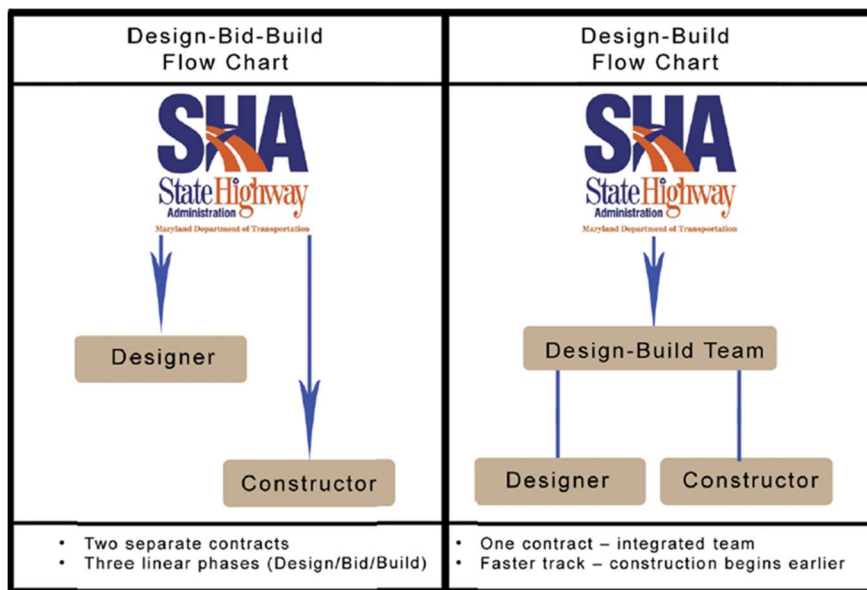 Design-Bid-Build
Flow Chart
SHA
State Highway
Administration
Maryland Department of Transportation
Designer
Constructor
• Two separate contracts
• Three linear phases (Design/Bid/Build)
Design-Build
Flow Chart
SHA
State Highway
Administration
Maryland Department of Transportation
Design-Build Team
Designer
Constructor
• One contract – integrated team
• Faster track – construction begins earlier